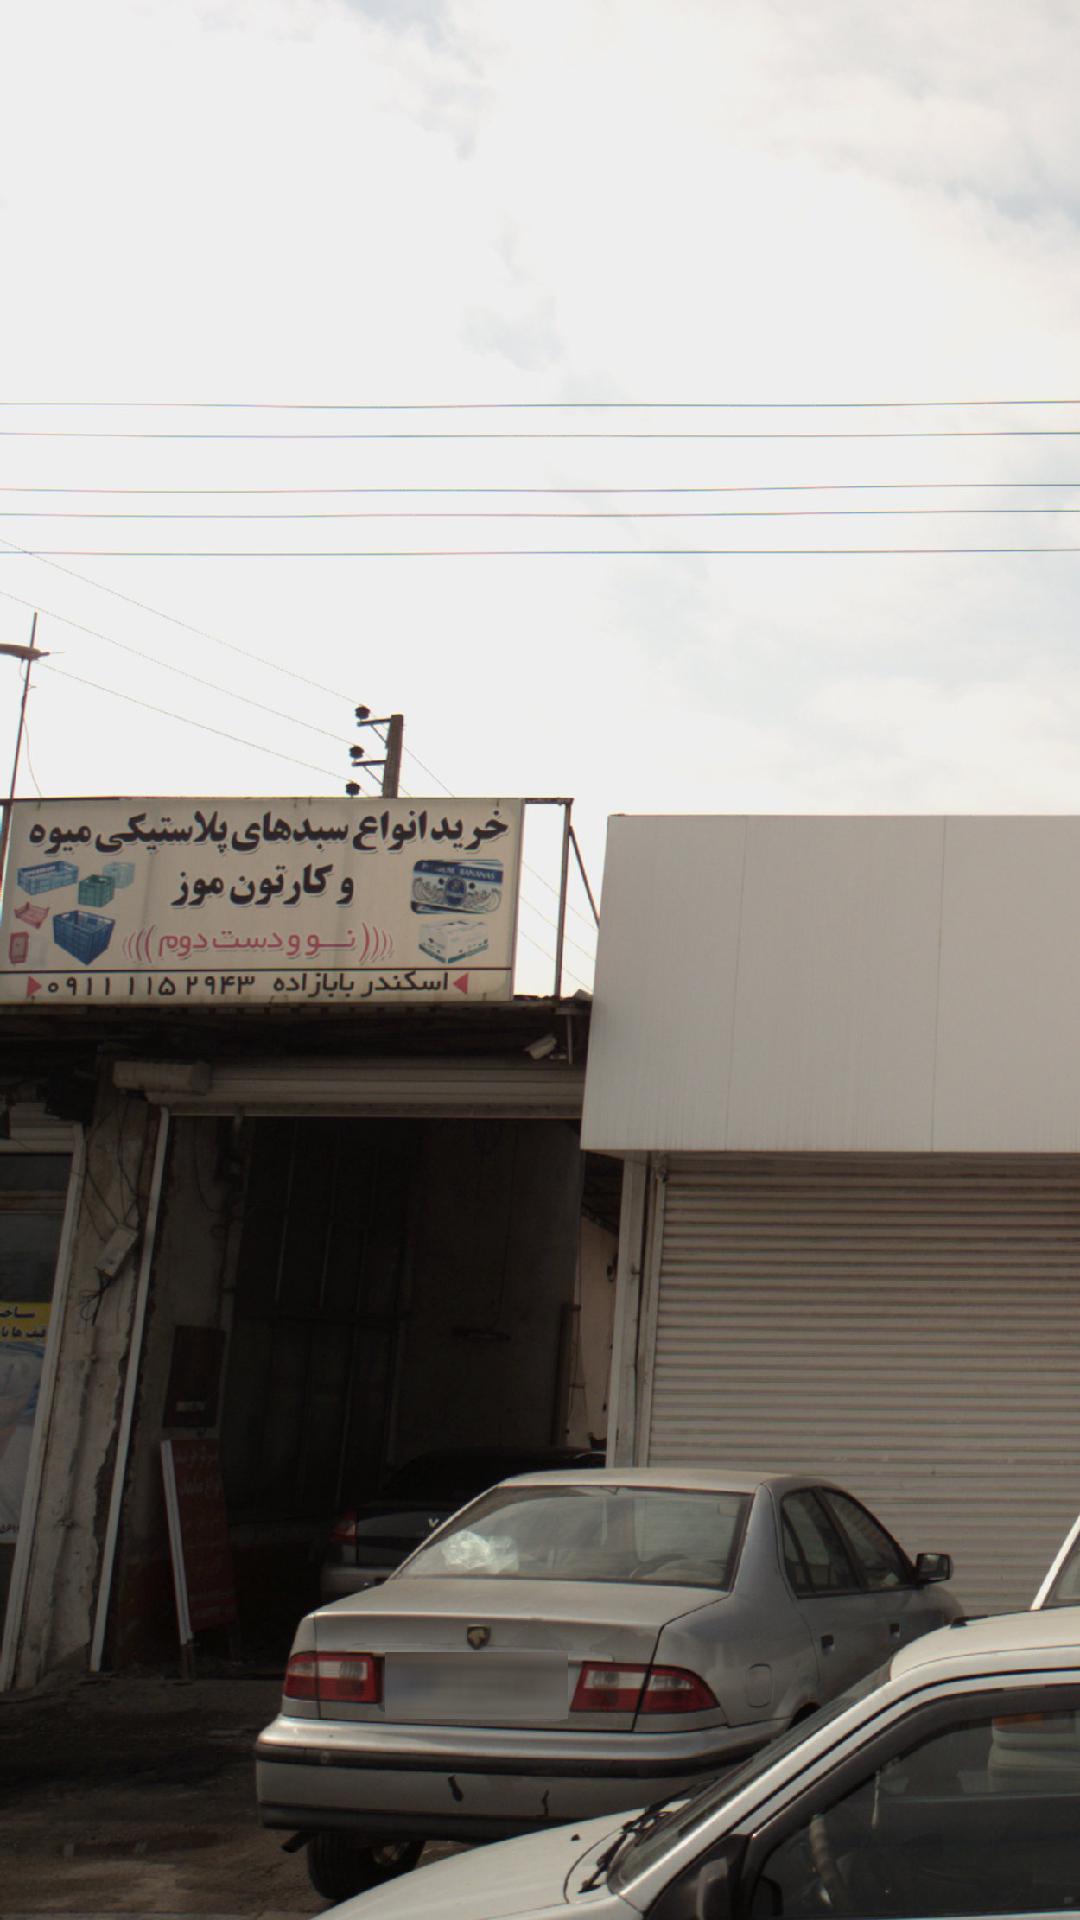 خرید انواع سبدهای پلاستیکی میوه
و کارتون موز
(((نو و دست دوم)))
اسکندر بابازاده ۰۹۱۱ ۱۱۵ ۲۹۴۳